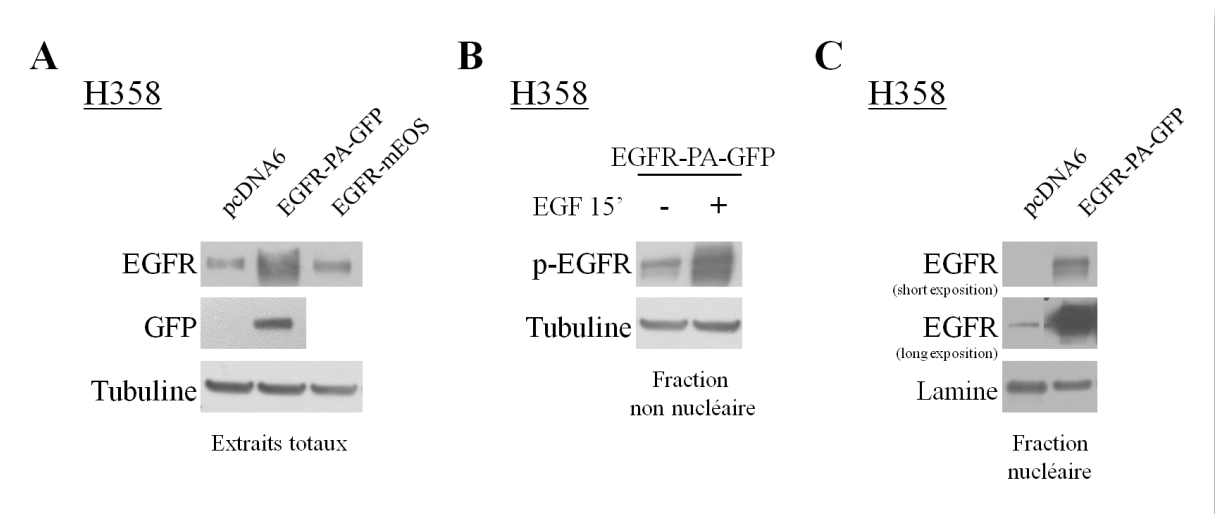 A
H358
pcDNA6
EGFR-PA-GFP
EGFR-mEOS
EGFR
GFP
Tubuline
Extraits totaux
B
H358
EGFR-PA-GFP
EGF 15’
- +
p-EGFR
Tubuline
Fraction
non nucléaire
C
H358
pcDNA6
EGFR-PA-GFP
EGFR
(short exposition)
EGFR
(long exposition)
Lamine
Fraction
nucléaire